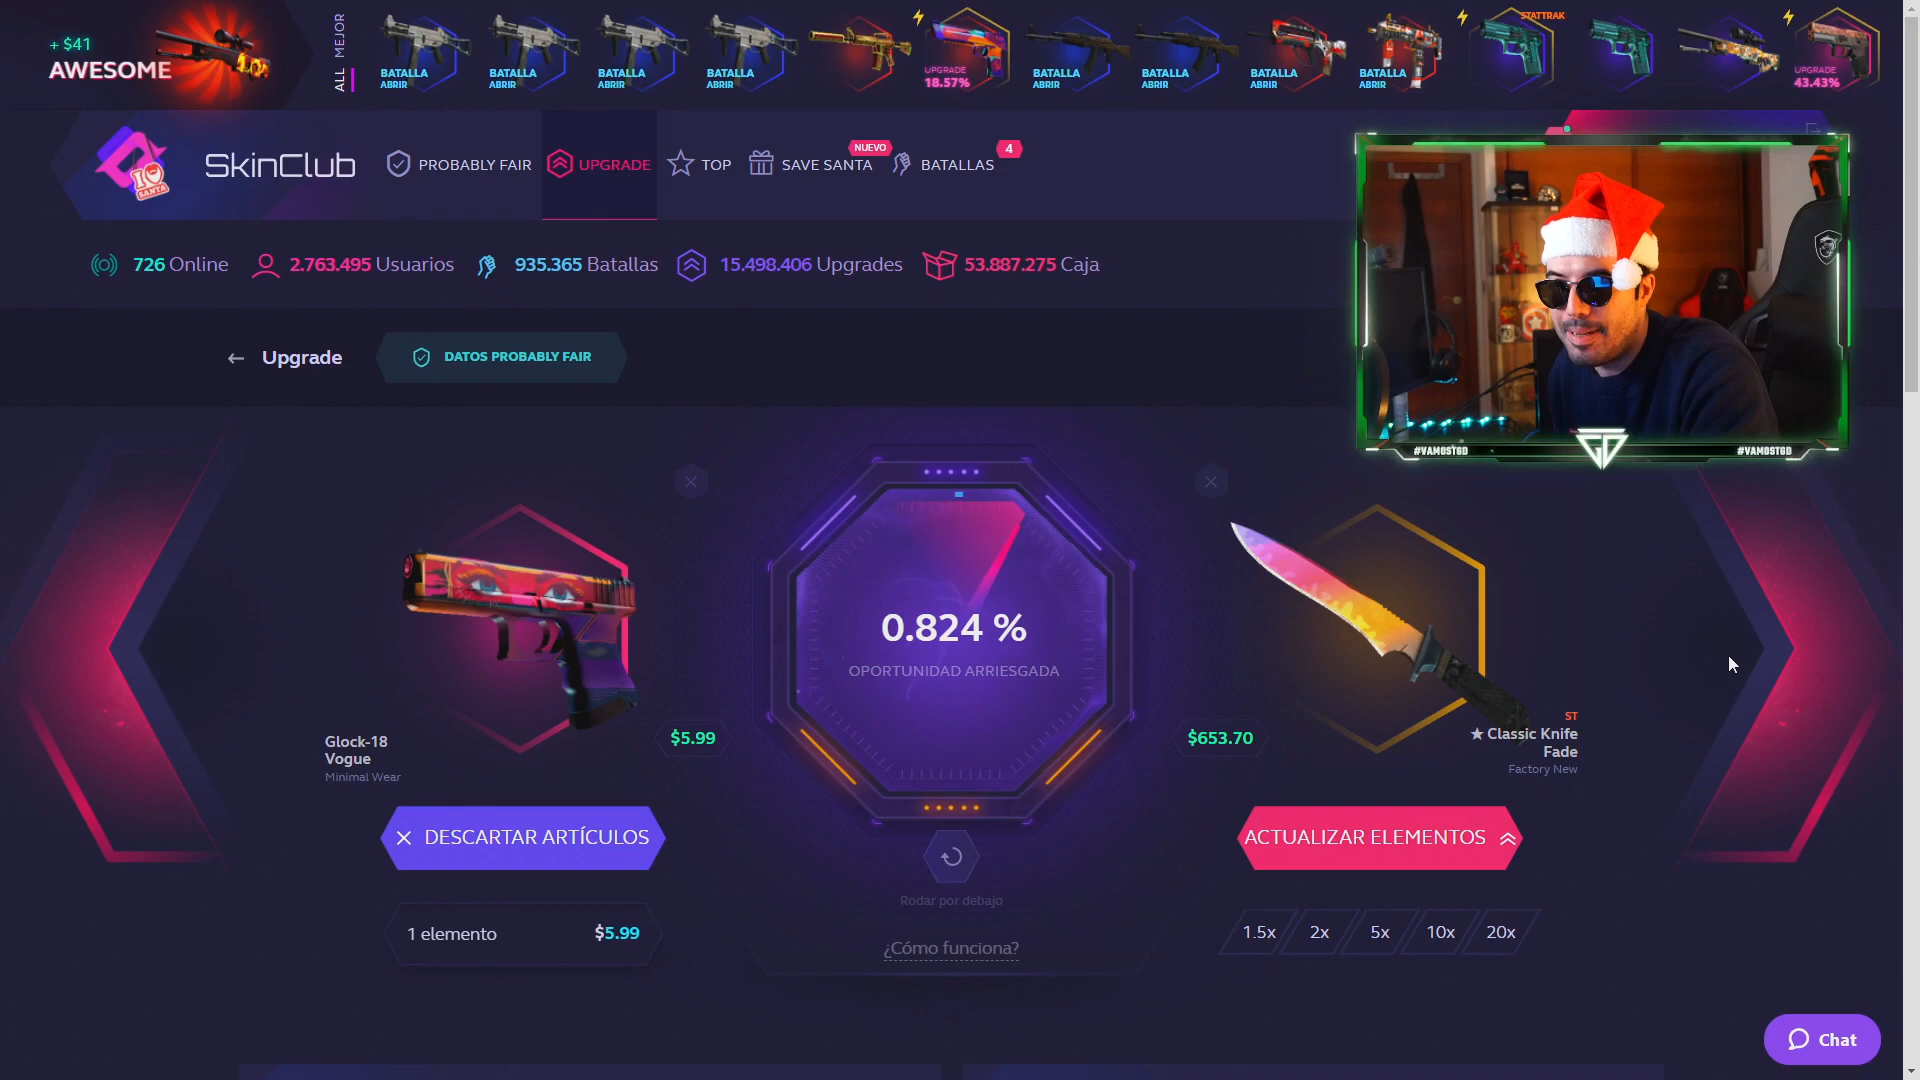 + $41
AWESOME
ALL MEJOR
BATALLA
ABRIR
BATALLA
ABRIR
BATALLA
ABRIR
BATALLA
ABRIR
UPGRADE
18.57%
BATALLA
ABRIR
BATALLA
ABRIR
BATALLA
ABRIR
BATALLA
ABRIR
STATTRAK
UPGRADE
43.43%
I
SANTA
SkinClub
PROBABLY FAIR
UPGRADE
TOP
SAVE SANTA
NUEVO
BATALLAS
4
726 Online
2.763.495 Usuarios
935.365 Batallas
15.498.406 Upgrades
53.887.275 Caja
← Upgrade
DATOS PROBABLY FAIR
#VAMOSTGD
#VAMOSTGD
0.824 %
OPORTUNIDAD ARRIESGADA
Glock-18
Vogue
Minimal Wear
$5.99
$653.70
ST
★ Classic Knife
Fade
Factory New
DESCARTAR ARTÍCULOS
ACTUALIZAR ELEMENTOS
Rodar por debajo
1 elemento
$5.99
¿Cómo funciona?
1.5x
2x
5x
10x
20x
Chat